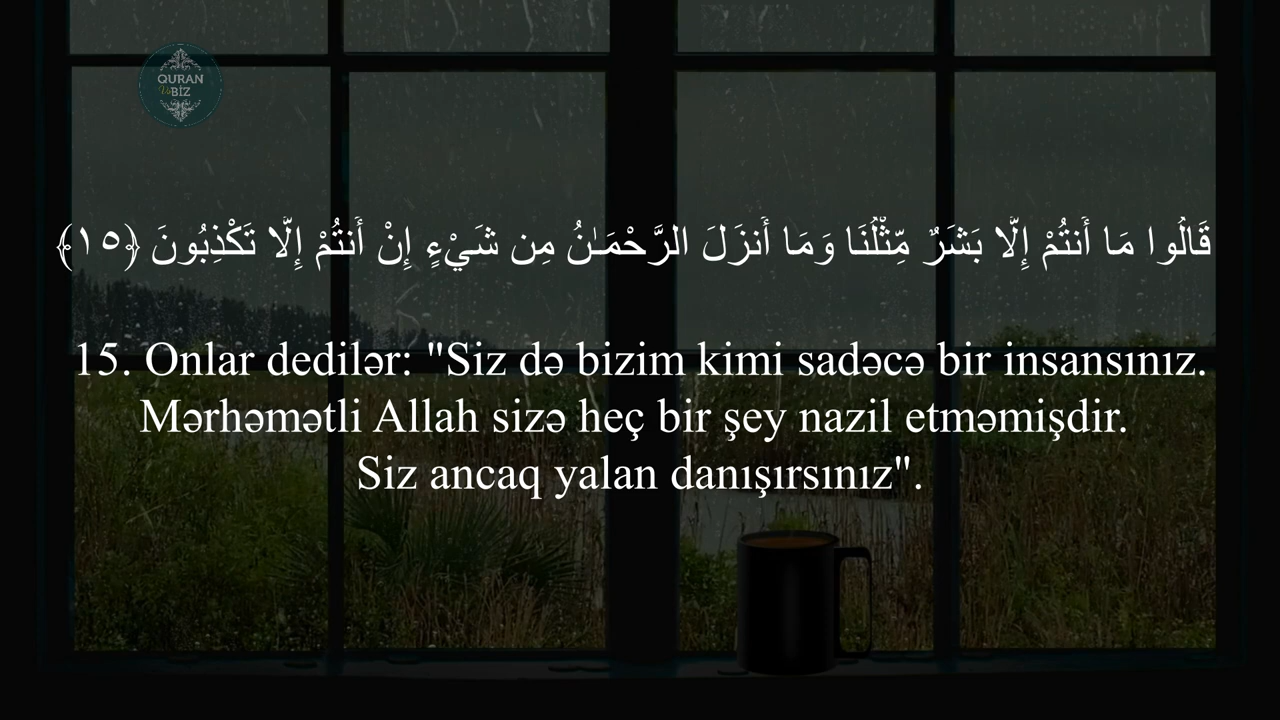 QURAN
Və BİZ
قَالُوا مَا أَنتُمْ إِلَّا بَشَرٌ مِّثْلُنَا وَمَا أَنزَلَ الرَّحْمَـٰنُ مِن شَيْءٍ إِنْ أَنتُمْ إِلَّا تَكْذِبُونَ ﴿١٥﴾
15. Onlar dedilər: "Siz də bizim kimi sadəcə bir insansınız.
Mərhəmətli Allah sizə heç bir şey nazil etməmişdir.
Siz ancaq yalan danışırsınız".